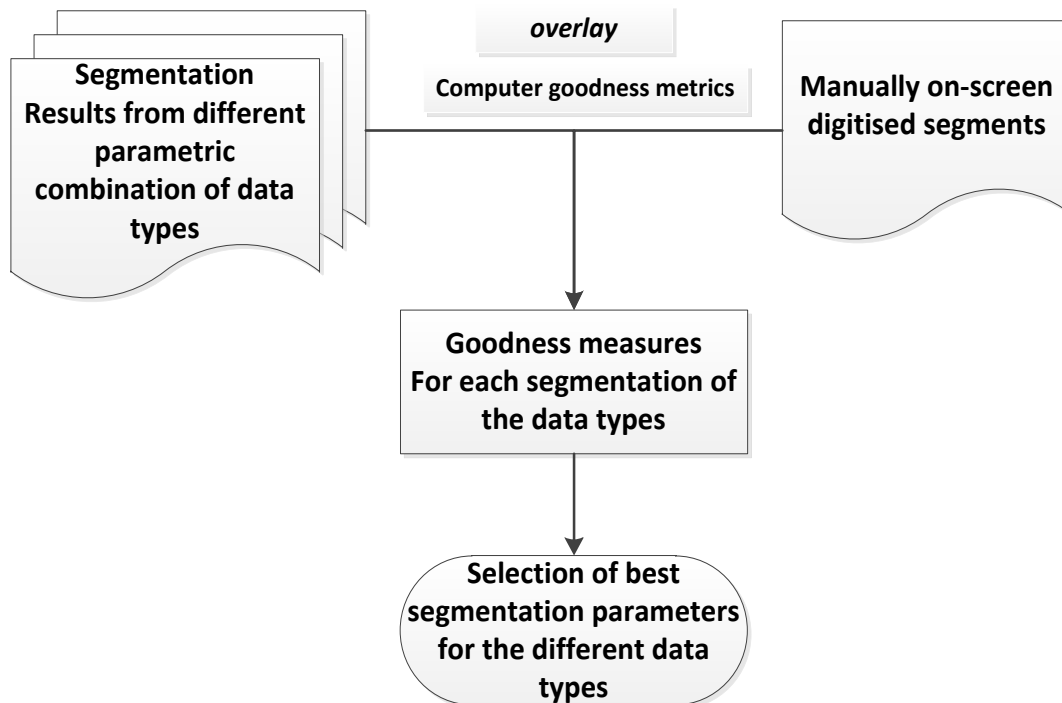 Segmentation
Results from different
parametric
combination of data
types
overlay
Computer goodness metrics
Manually on-screen
digitised segments
Goodness measures
For each segmentation of
the data types
Selection of best
segmentation parameters
for the different data
types